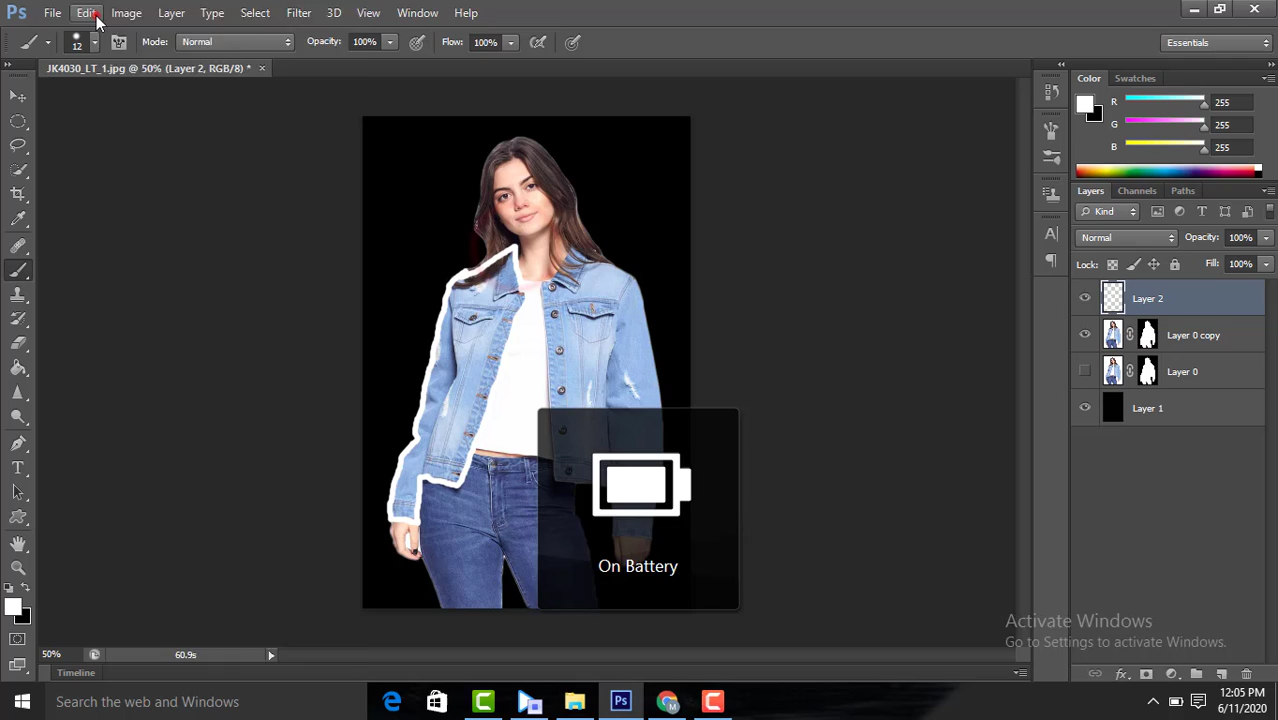 Ps File Edit Image Layer Type Select Filter 3D View Window Help
12 Mode: Normal Opacity: 100% Flow: 100% Essentials
JK4030_LT_1.jpg @ 50% (Layer 2, RGB/8) * ×
Color Swatches
R 255
G 255
B 255
Layers Channels Paths
Kind
Normal Opacity: 100%
Lock: Fill: 100%
Layer 2
Layer 0 copy
Layer 0
Layer 1
On Battery
Activate Windows
Go to Settings to activate Windows.
50% 60.9s
Timeline
Search the web and Windows
Ps
12:05 PM
6/11/2020